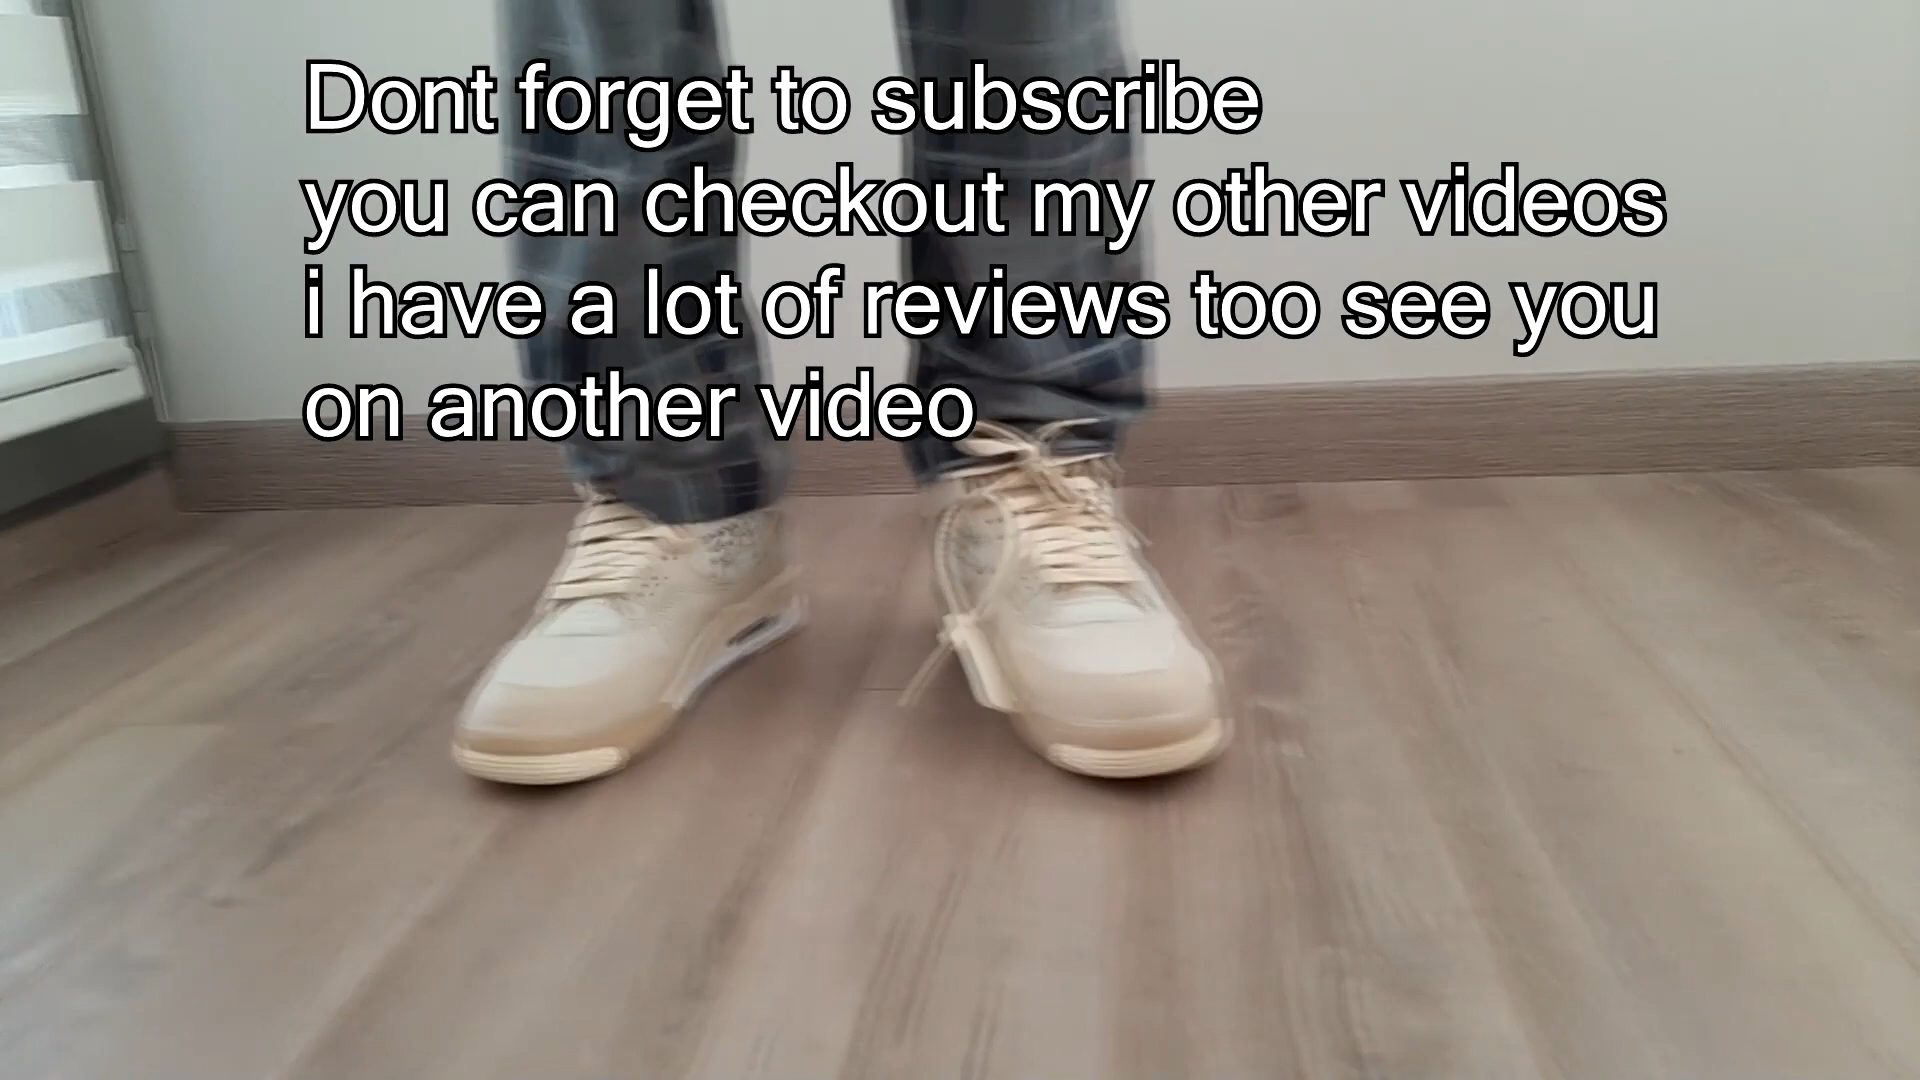 Dont forget to subscribe
you can checkout my other videos
i have a lot of reviews too see you
on another video